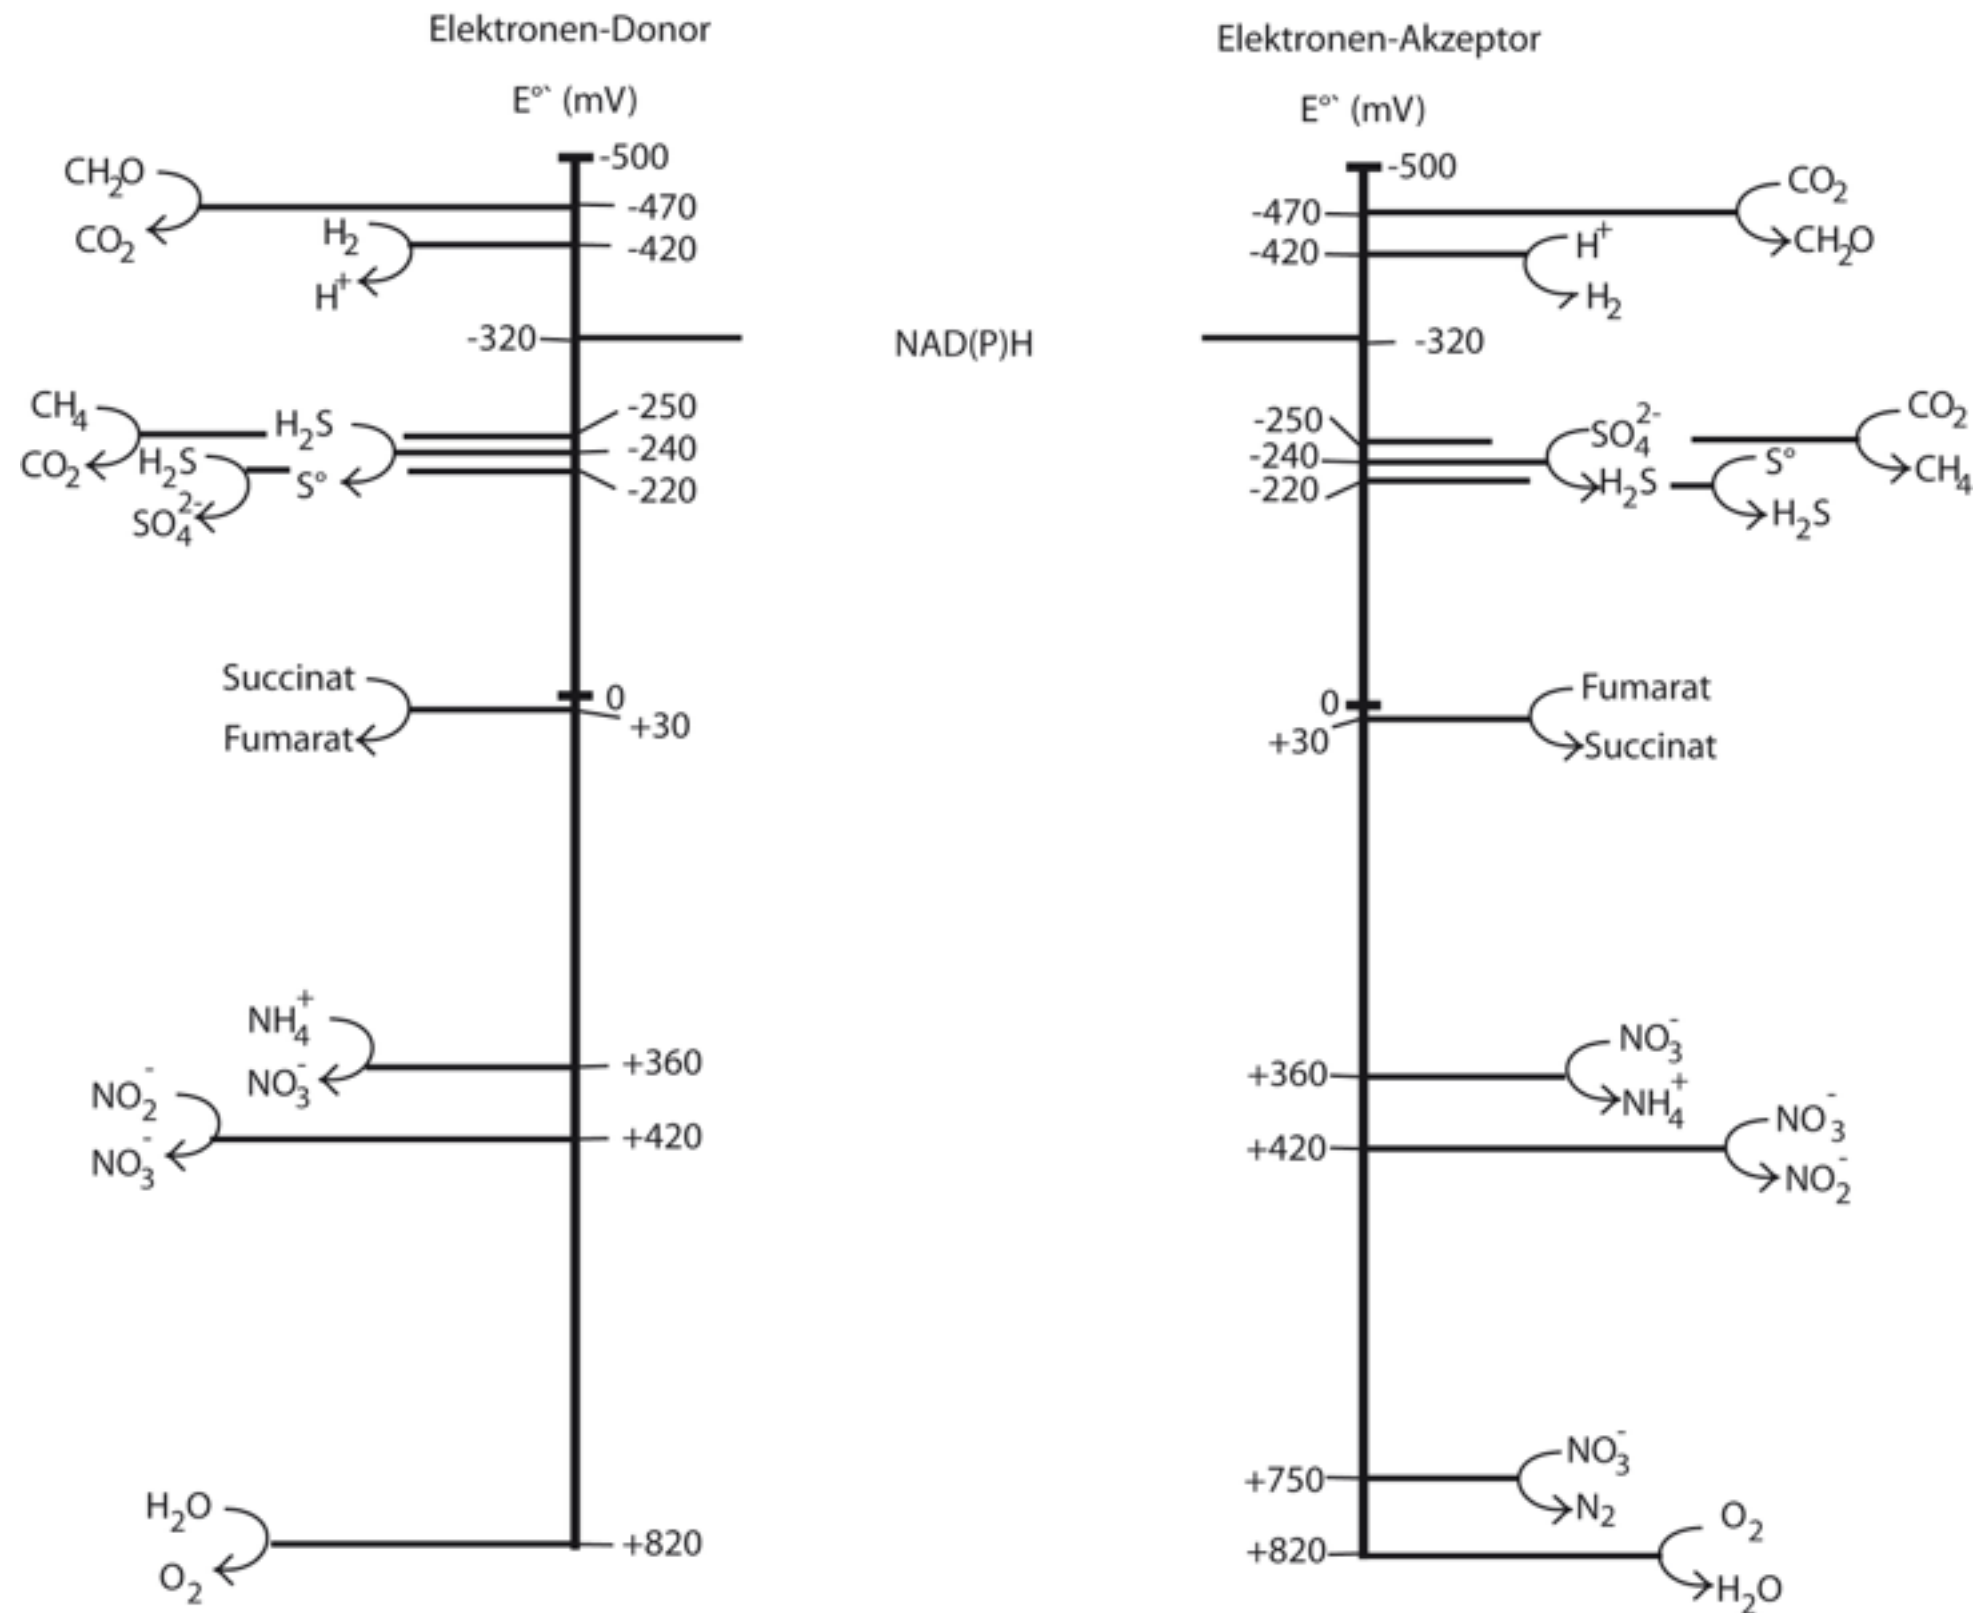 Elektronen-Donor
E°` (mV)
-500
CH₂O
CO₂
-470
H₂
H⁺
-420
-320
CH₄
CO₂
-250
H₂S
S°
-240
H₂S
SO₄²⁻
-220
0
Succinat
Fumarat
+30
NH₄⁺
NO₃⁻
+360
NO₂⁻
NO₃⁻
+420
H₂O
O₂
+820
NAD(P)H
Elektronen-Akzeptor
E°` (mV)
-500
-470
CO₂
CH₂O
-420
H⁺
H₂
-320
-250
CO₂
CH₄
-240
SO₄²⁻
H₂S
-220
S°
H₂S
0
+30
Fumarat
Succinat
+360
NO₃⁻
NH₄⁺
+420
NO₃⁻
NO₂⁻
+750
NO₃⁻
N₂
+820
O₂
H₂O